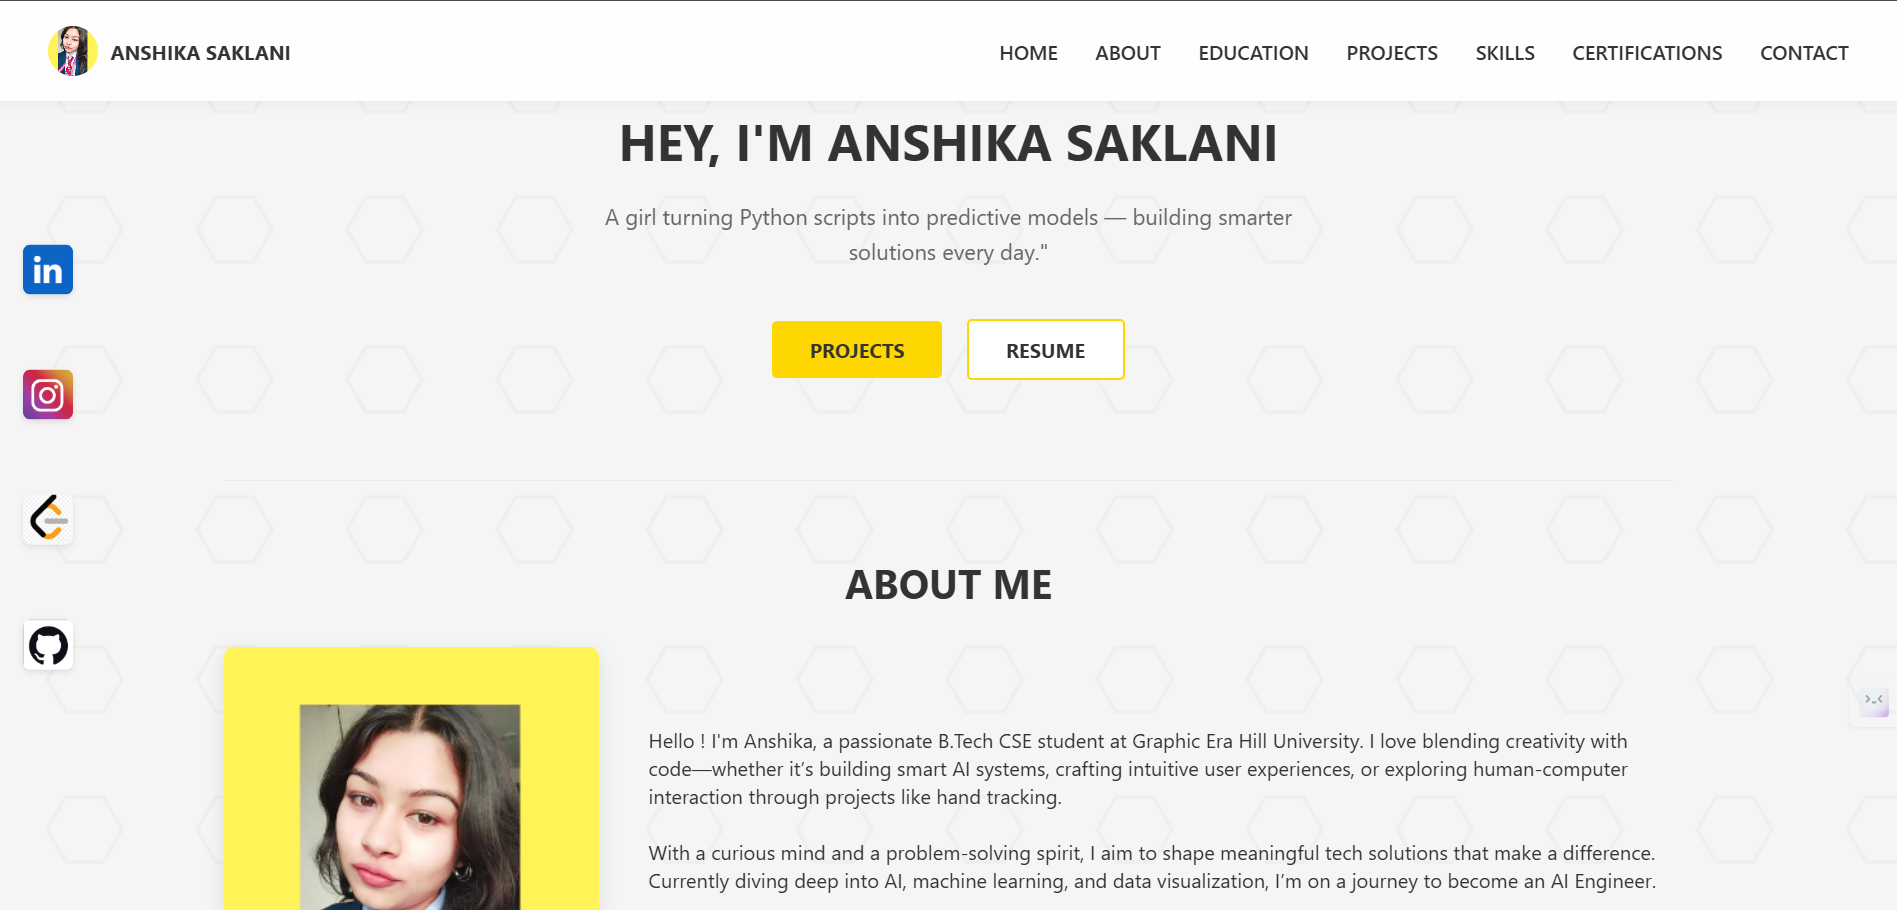 ANSHIKA SAKLANI
HOME ABOUT EDUCATION PROJECTS SKILLS CERTIFICATIONS CONTACT
HEY, I'M ANSHIKA SAKLANI
A girl turning Python scripts into predictive models — building smarter
solutions every day."
PROJECTS
RESUME
in
ABOUT ME
Hello ! I'm Anshika, a passionate B.Tech CSE student at Graphic Era Hill University. I love blending creativity with
code—whether it’s building smart AI systems, crafting intuitive user experiences, or exploring human-computer
interaction through projects like hand tracking.
With a curious mind and a problem-solving spirit, I aim to shape meaningful tech solutions that make a difference.
Currently diving deep into AI, machine learning, and data visualization, I’m on a journey to become an AI Engineer.